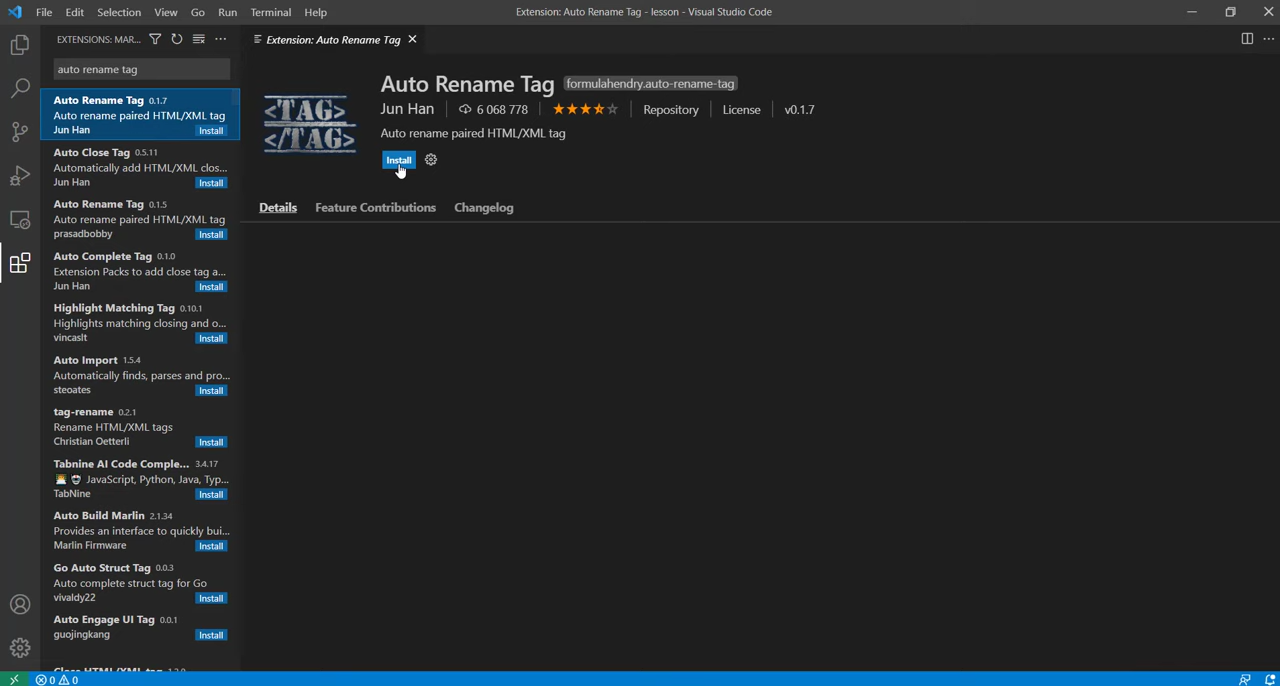 File Edit Selection View Go Run Terminal Help
Extension: Auto Rename Tag - lesson - Visual Studio Code
EXTENSIONS: MAR...
auto rename tag
Auto Rename Tag 0.1.7
Auto rename paired HTML/XML tag
Jun Han Install
Auto Close Tag 0.5.11
Automatically add HTML/XML clos...
Jun Han Install
Auto Rename Tag 0.1.5
Auto rename paired HTML/XML tag
prasadbobby Install
Auto Complete Tag 0.1.0
Extension Packs to add close tag a...
Jun Han Install
Highlight Matching Tag 0.10.1
Highlights matching closing and o...
vincaslt Install
Auto Import 1.5.4
Automatically finds, parses and pro...
steoates Install
tag-rename 0.2.1
Rename HTML/XML tags
Christian Oetterli Install
Tabnine AI Code Comple... 3.4.17
JavaScript, Python, Java, Typ...
TabNine Install
Auto Build Marlin 2.1.34
Provides an interface to quickly bui...
Marlin Firmware Install
Go Auto Struct Tag 0.0.3
Auto complete struct tag for Go
vivaldy22 Install
Auto Engage UI Tag 0.0.1
guojingkang Install
Close HTML/XML tag 1.2.0
Extension: Auto Rename Tag
<TAG>
</TAG>
Auto Rename Tag formulahendry.auto-rename-tag
Jun Han 6 068 778 Repository License v0.1.7
Auto rename paired HTML/XML tag
Install
Details Feature Contributions Changelog
0 0